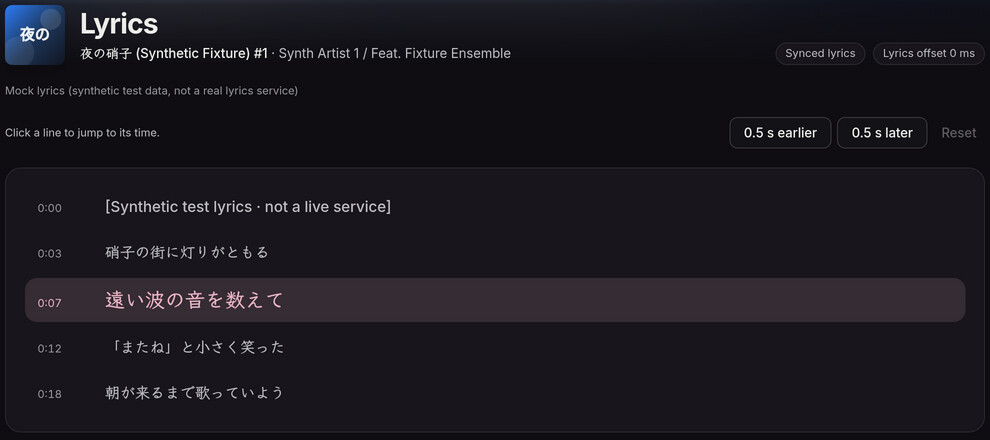 夜の
Lyrics
夜の硝子 (Synthetic Fixture) #1 · Synth Artist 1 / Feat. Fixture Ensemble
Synced lyrics
Lyrics offset 0 ms
Mock lyrics (synthetic test data, not a real lyrics service)
Click a line to jump to its time.
0.5 s earlier
0.5 s later
Reset
0:00 [Synthetic test lyrics · not a live service]
0:03 硝子の街に灯りがともる
0:07 遠い波の音を数えて
0:12 「またね」と小さく笑った
0:18 朝が来るまで歌っていよう